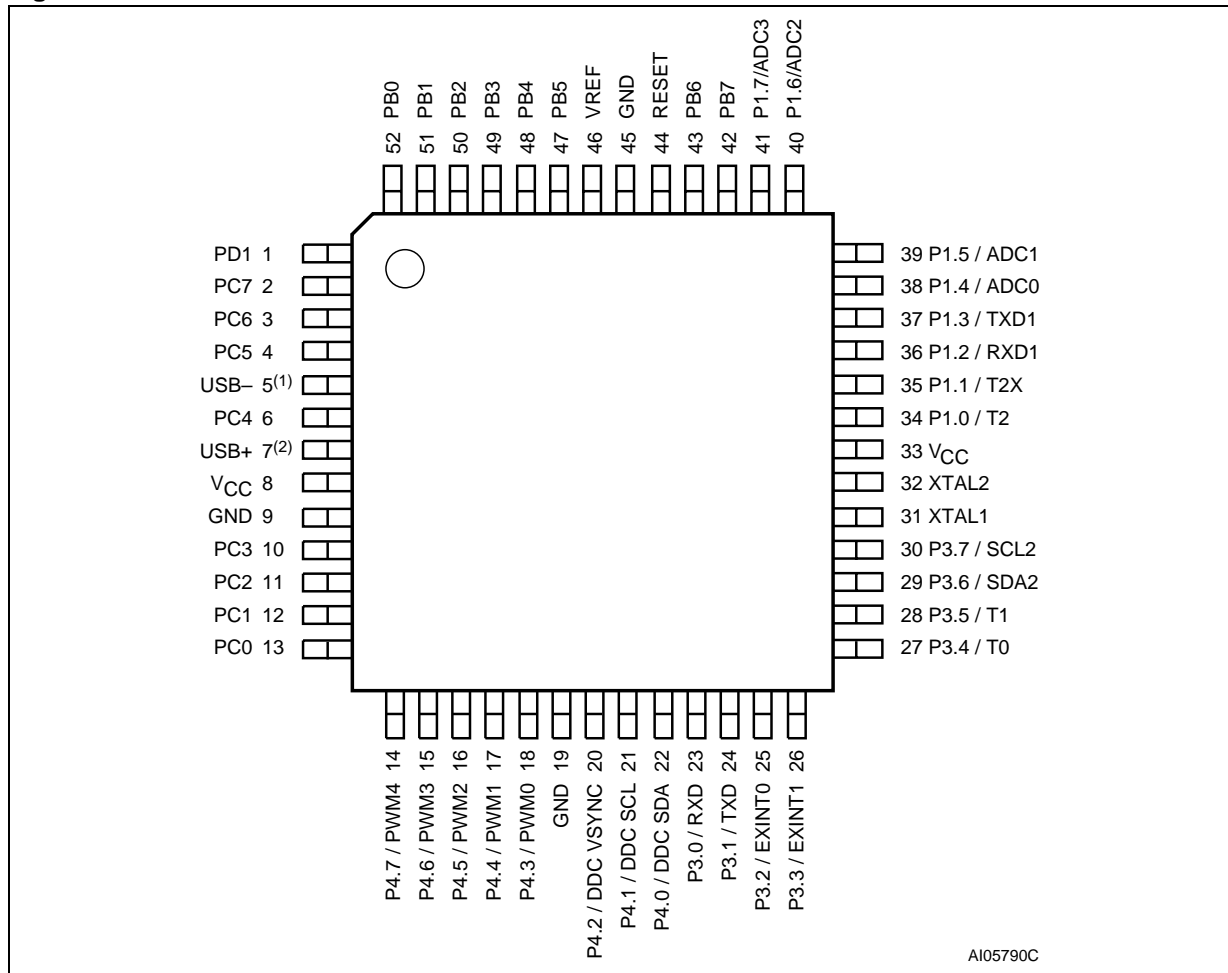 52 PB0
51 PB1
50 PB2
49 PB3
48 PB4
47 PB5
46 VREF
45 GND
44 RESET
43 PB6
42 PB7
41 P1.7/ADC3
40 P1.6/ADC2
PD1 1
PC7 2
PC6 3
PC5 4
USB– 5(1)
PC4 6
USB+ 7(2)
VCC 8
GND 9
PC3 10
PC2 11
PC1 12
PC0 13
39 P1.5 / ADC1
38 P1.4 / ADC0
37 P1.3 / TXD1
36 P1.2 / RXD1
35 P1.1 / T2X
34 P1.0 / T2
33 VCC
32 XTAL2
31 XTAL1
30 P3.7 / SCL2
29 P3.6 / SDA2
28 P3.5 / T1
27 P3.4 / T0
P4.7 / PWM4 14
P4.6 / PWM3 15
P4.5 / PWM2 16
P4.4 / PWM1 17
P4.3 / PWM0 18
GND 19
P4.2 / DDC VSYNC 20
P4.1 / DDC SCL 21
P4.0 / DDC SDA 22
P3.0 / RXD 23
P3.1 / TXD 24
P3.2 / EXINT0 25
P3.3 / EXINT1 26
AI05790C